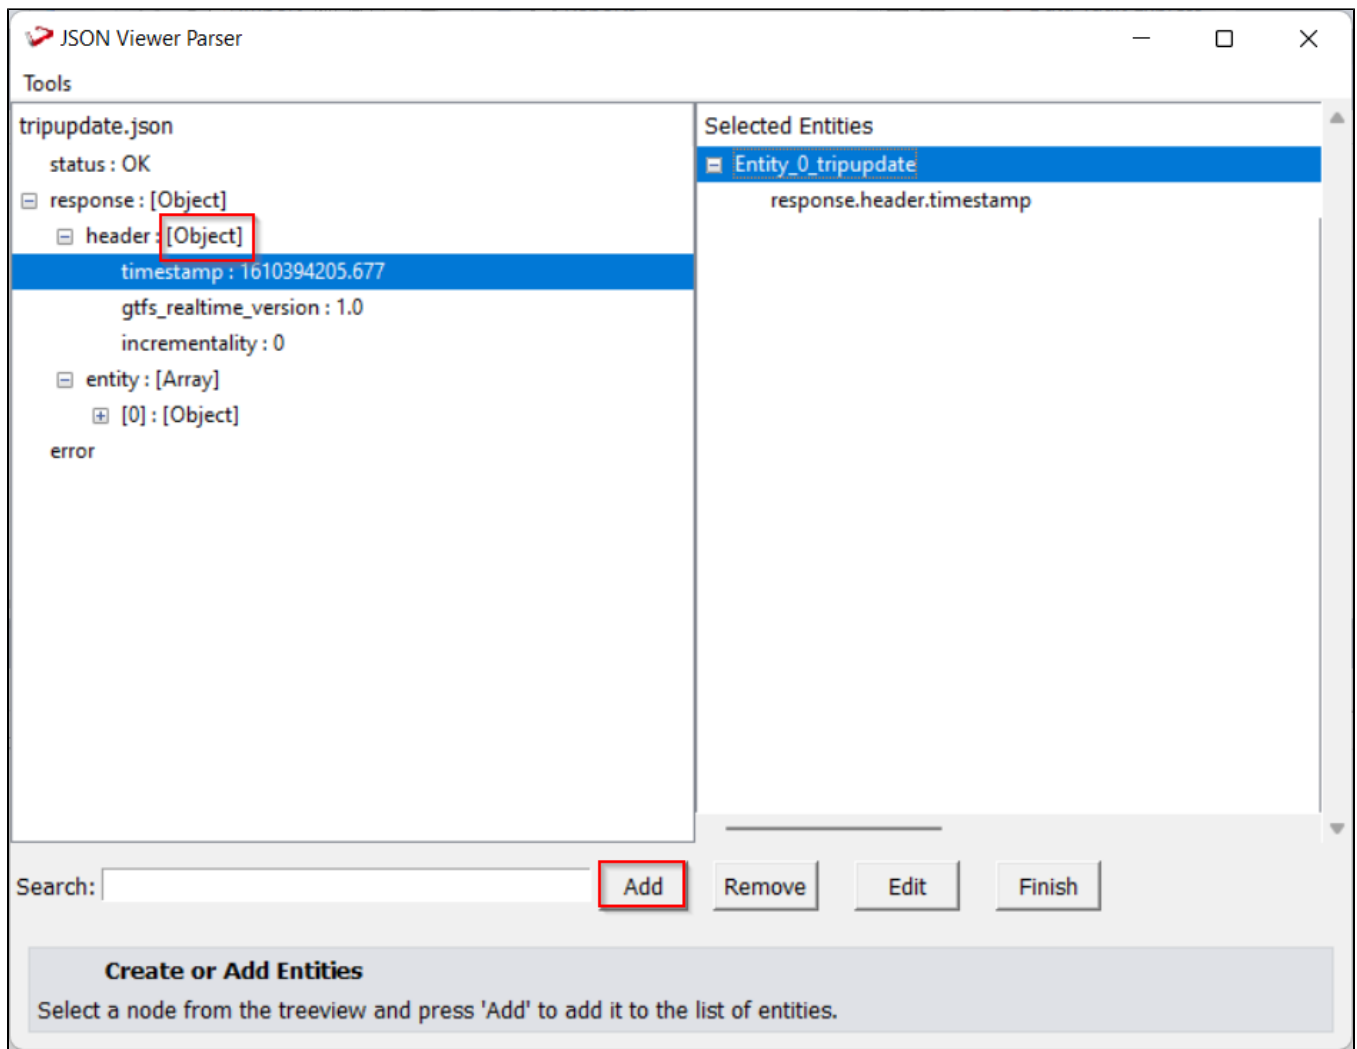 JSON Viewer Parser
Tools
tripupdate.json
status : OK
response : [Object]
header : [Object]
timestamp : 1610394205.677
gtfs_realtime_version : 1.0
incrementality : 0
entity : [Array]
[0] : [Object]
error
Selected Entities
Entity_0_tripupdate
response.header.timestamp
Search:
Add
Remove
Edit
Finish
Create or Add Entities
Select a node from the treeview and press 'Add' to add it to the list of entities.